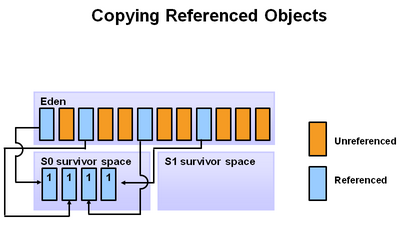 Copying Referenced Objects
Eden
S0 survivor space
S1 survivor space
1 1 1 1
Unreferenced
Referenced